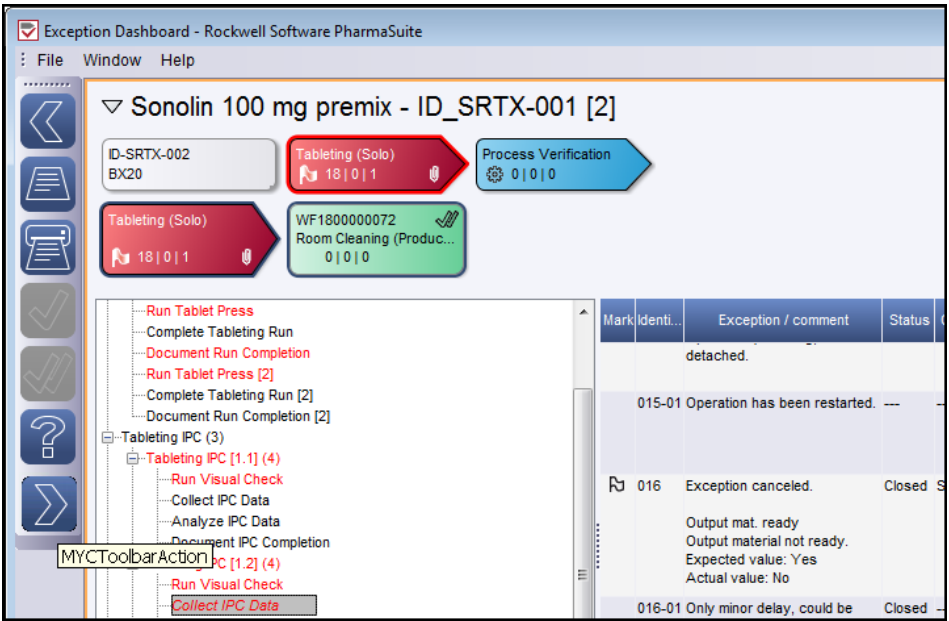 Exception Dashboard - Rockwell Software PharmaSuite
File Window Help
Sonolin 100 mg premix - ID_SRTX-001 [2]
ID-SRTX-002
BX20
Tableting (Solo)
18|0|1
Process Verification
0|0|0
Tableting (Solo)
18|0|1
WF1800000072
Room Cleaning (Produc...
0|0|0
Run Tablet Press
Complete Tableting Run
Document Run Completion
Run Tablet Press [2]
Complete Tableting Run [2]
Document Run Completion [2]
Tableting IPC (3)
Tableting IPC [1.1] (4)
Run Visual Check
Collect IPC Data
Analyze IPC Data
Document IPC Completion
MYCToolbarAction
IPC [1.2] (4)
Run Visual Check
Collect IPC Data
Mark Identi... Exception / comment Status
detached.
015-01 Operation has been restarted. ---
016 Exception canceled. Closed
Output mat. ready
Output material not ready.
Expected value: Yes
Actual value: No
016-01 Only minor delay, could be Closed